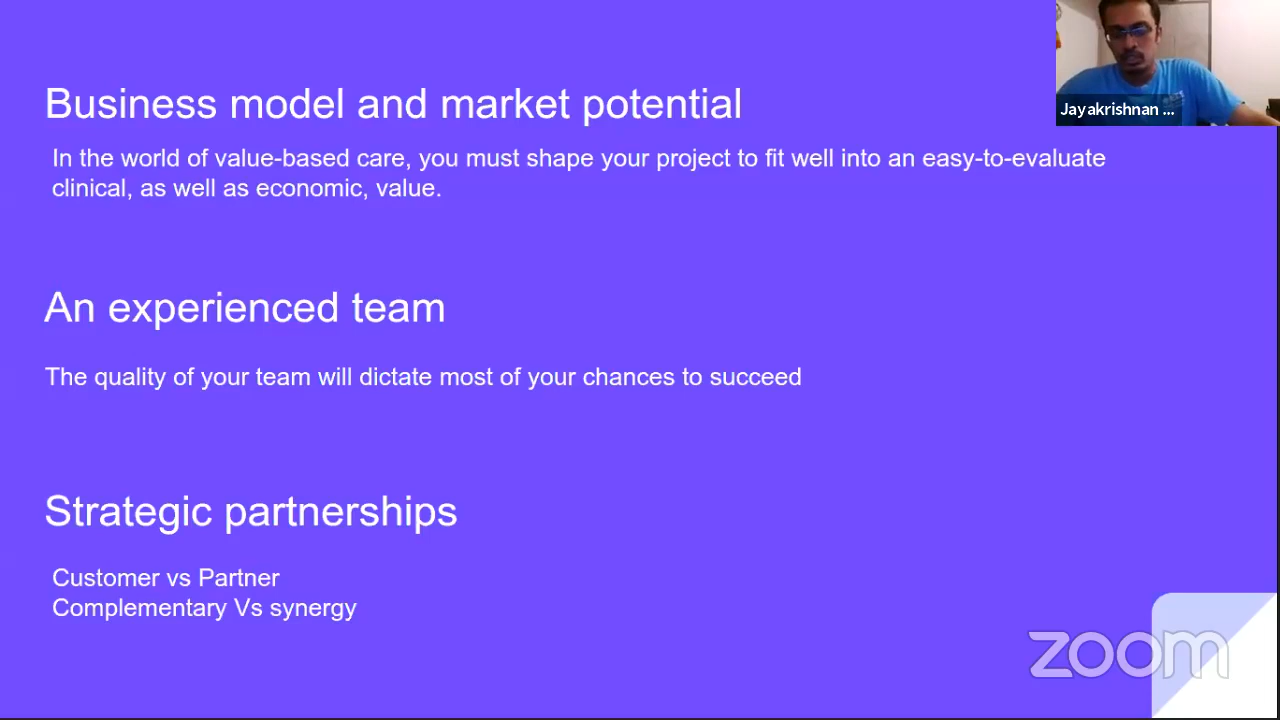 Business model and market potential
Jayakrishnan ...
In the world of value-based care, you must shape your project to fit well into an easy-to-evaluate
clinical, as well as economic, value.
An experienced team
The quality of your team will dictate most of your chances to succeed
Strategic partnerships
Customer vs Partner
Complementary Vs synergy
zoom